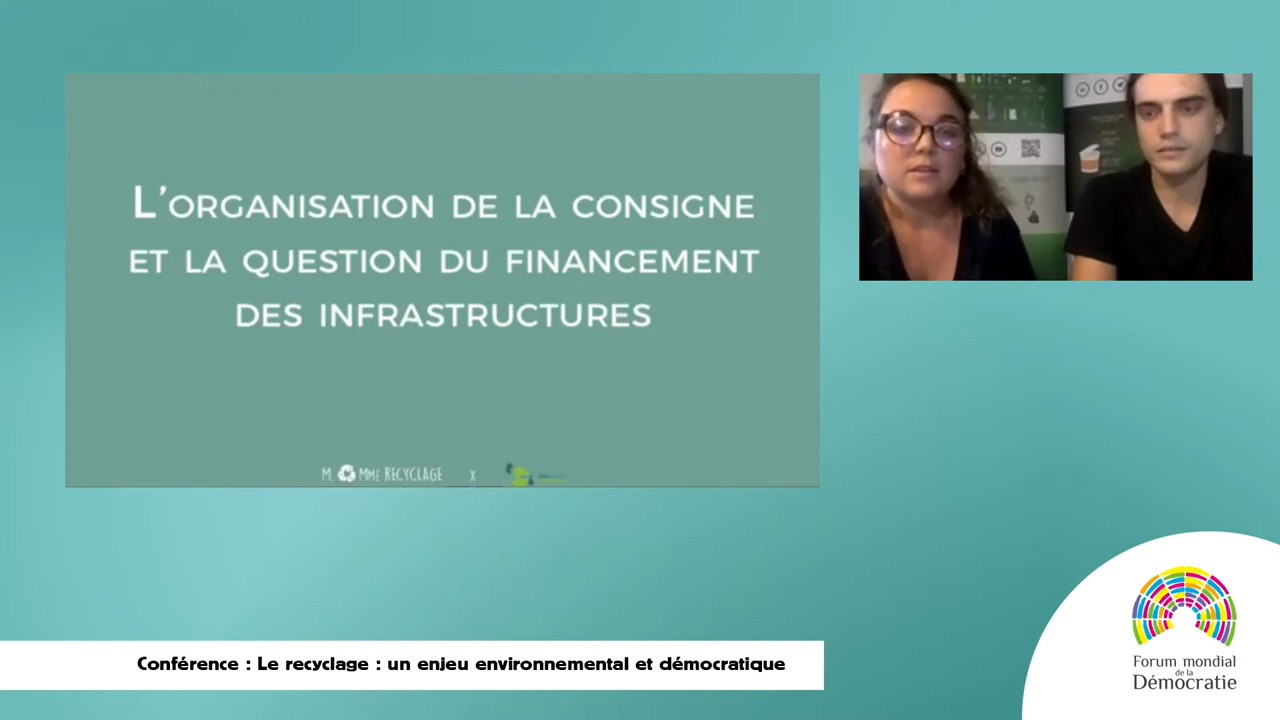 L'ORGANISATION DE LA CONSIGNE
ET LA QUESTION DU FINANCEMENT
DES INFRASTRUCTURES
M. MME RECYCLAGE X
Conférence : Le recyclage : un enjeu environnemental et démocratique
Forum mondial
de la
Démocratie